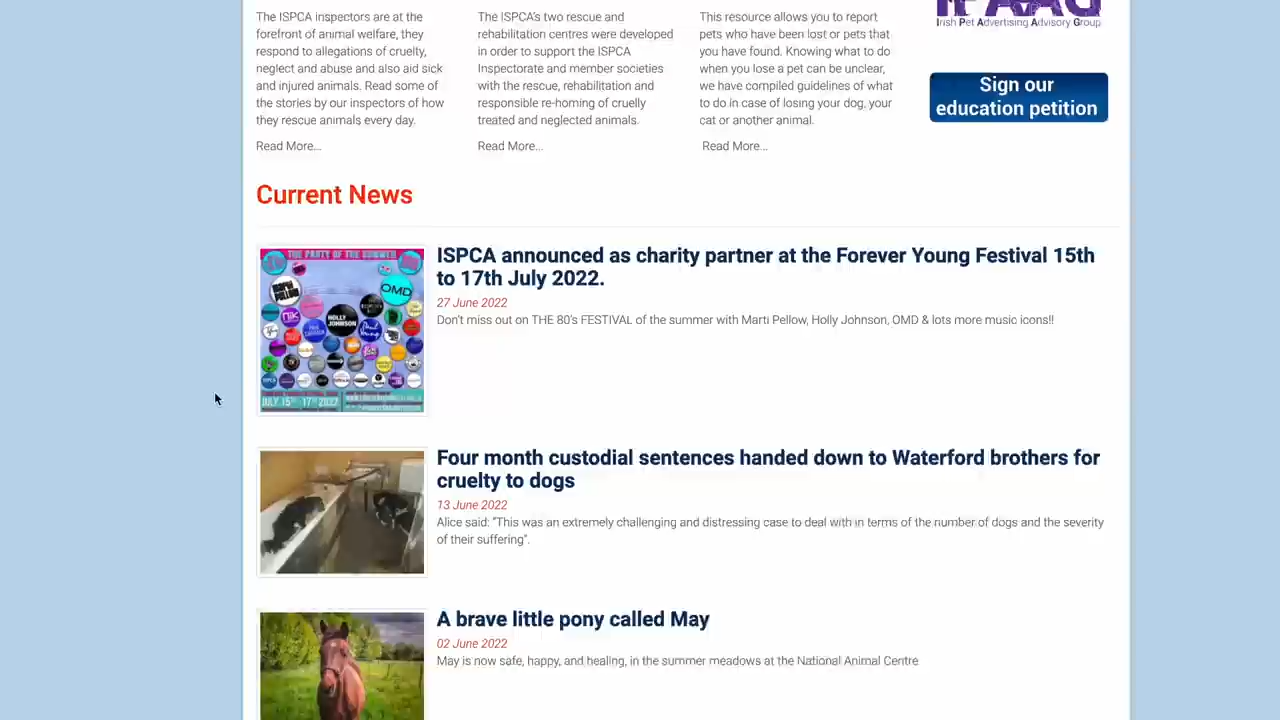 The ISPCA inspectors are at the
forefront of animal welfare, they
respond to allegations of cruelty,
neglect and abuse and also aid sick
and injured animals. Read some of
the stories by our inspectors of how
they rescue animals every day.
Read More...
The ISPCA's two rescue and
rehabilitation centres were developed
in order to support the ISPCA
Inspectorate and member societies
with the rescue, rehabilitation and
responsible re-homing of cruelly
treated and neglected animals.
Read More...
This resource allows you to report
pets who have been lost or pets that
you have found. Knowing what to do
when you lose a pet can be unclear,
we have compiled guidelines of what
to do in case of losing your dog, your
cat or another animal.
Read More...
Irish Pet Advertising Advisory Group
Sign our
education petition
Current News
THE PARTY OF THE SUMMER
OMD
HOLLY
JOHNSON
JULY 15th 17th 2022
ISPCA announced as charity partner at the Forever Young Festival 15th
to 17th July 2022.
27 June 2022
Don't miss out on THE 80's FESTIVAL of the summer with Marti Pellow, Holly Johnson, OMD & lots more music icons!!
Four month custodial sentences handed down to Waterford brothers for
cruelty to dogs
13 June 2022
Alice said: "This was an extremely challenging and distressing case to deal with in terms of the number of dogs and the severity
of their suffering".
A brave little pony called May
02 June 2022
May is now safe, happy, and healing, in the summer meadows at the National Animal Centre